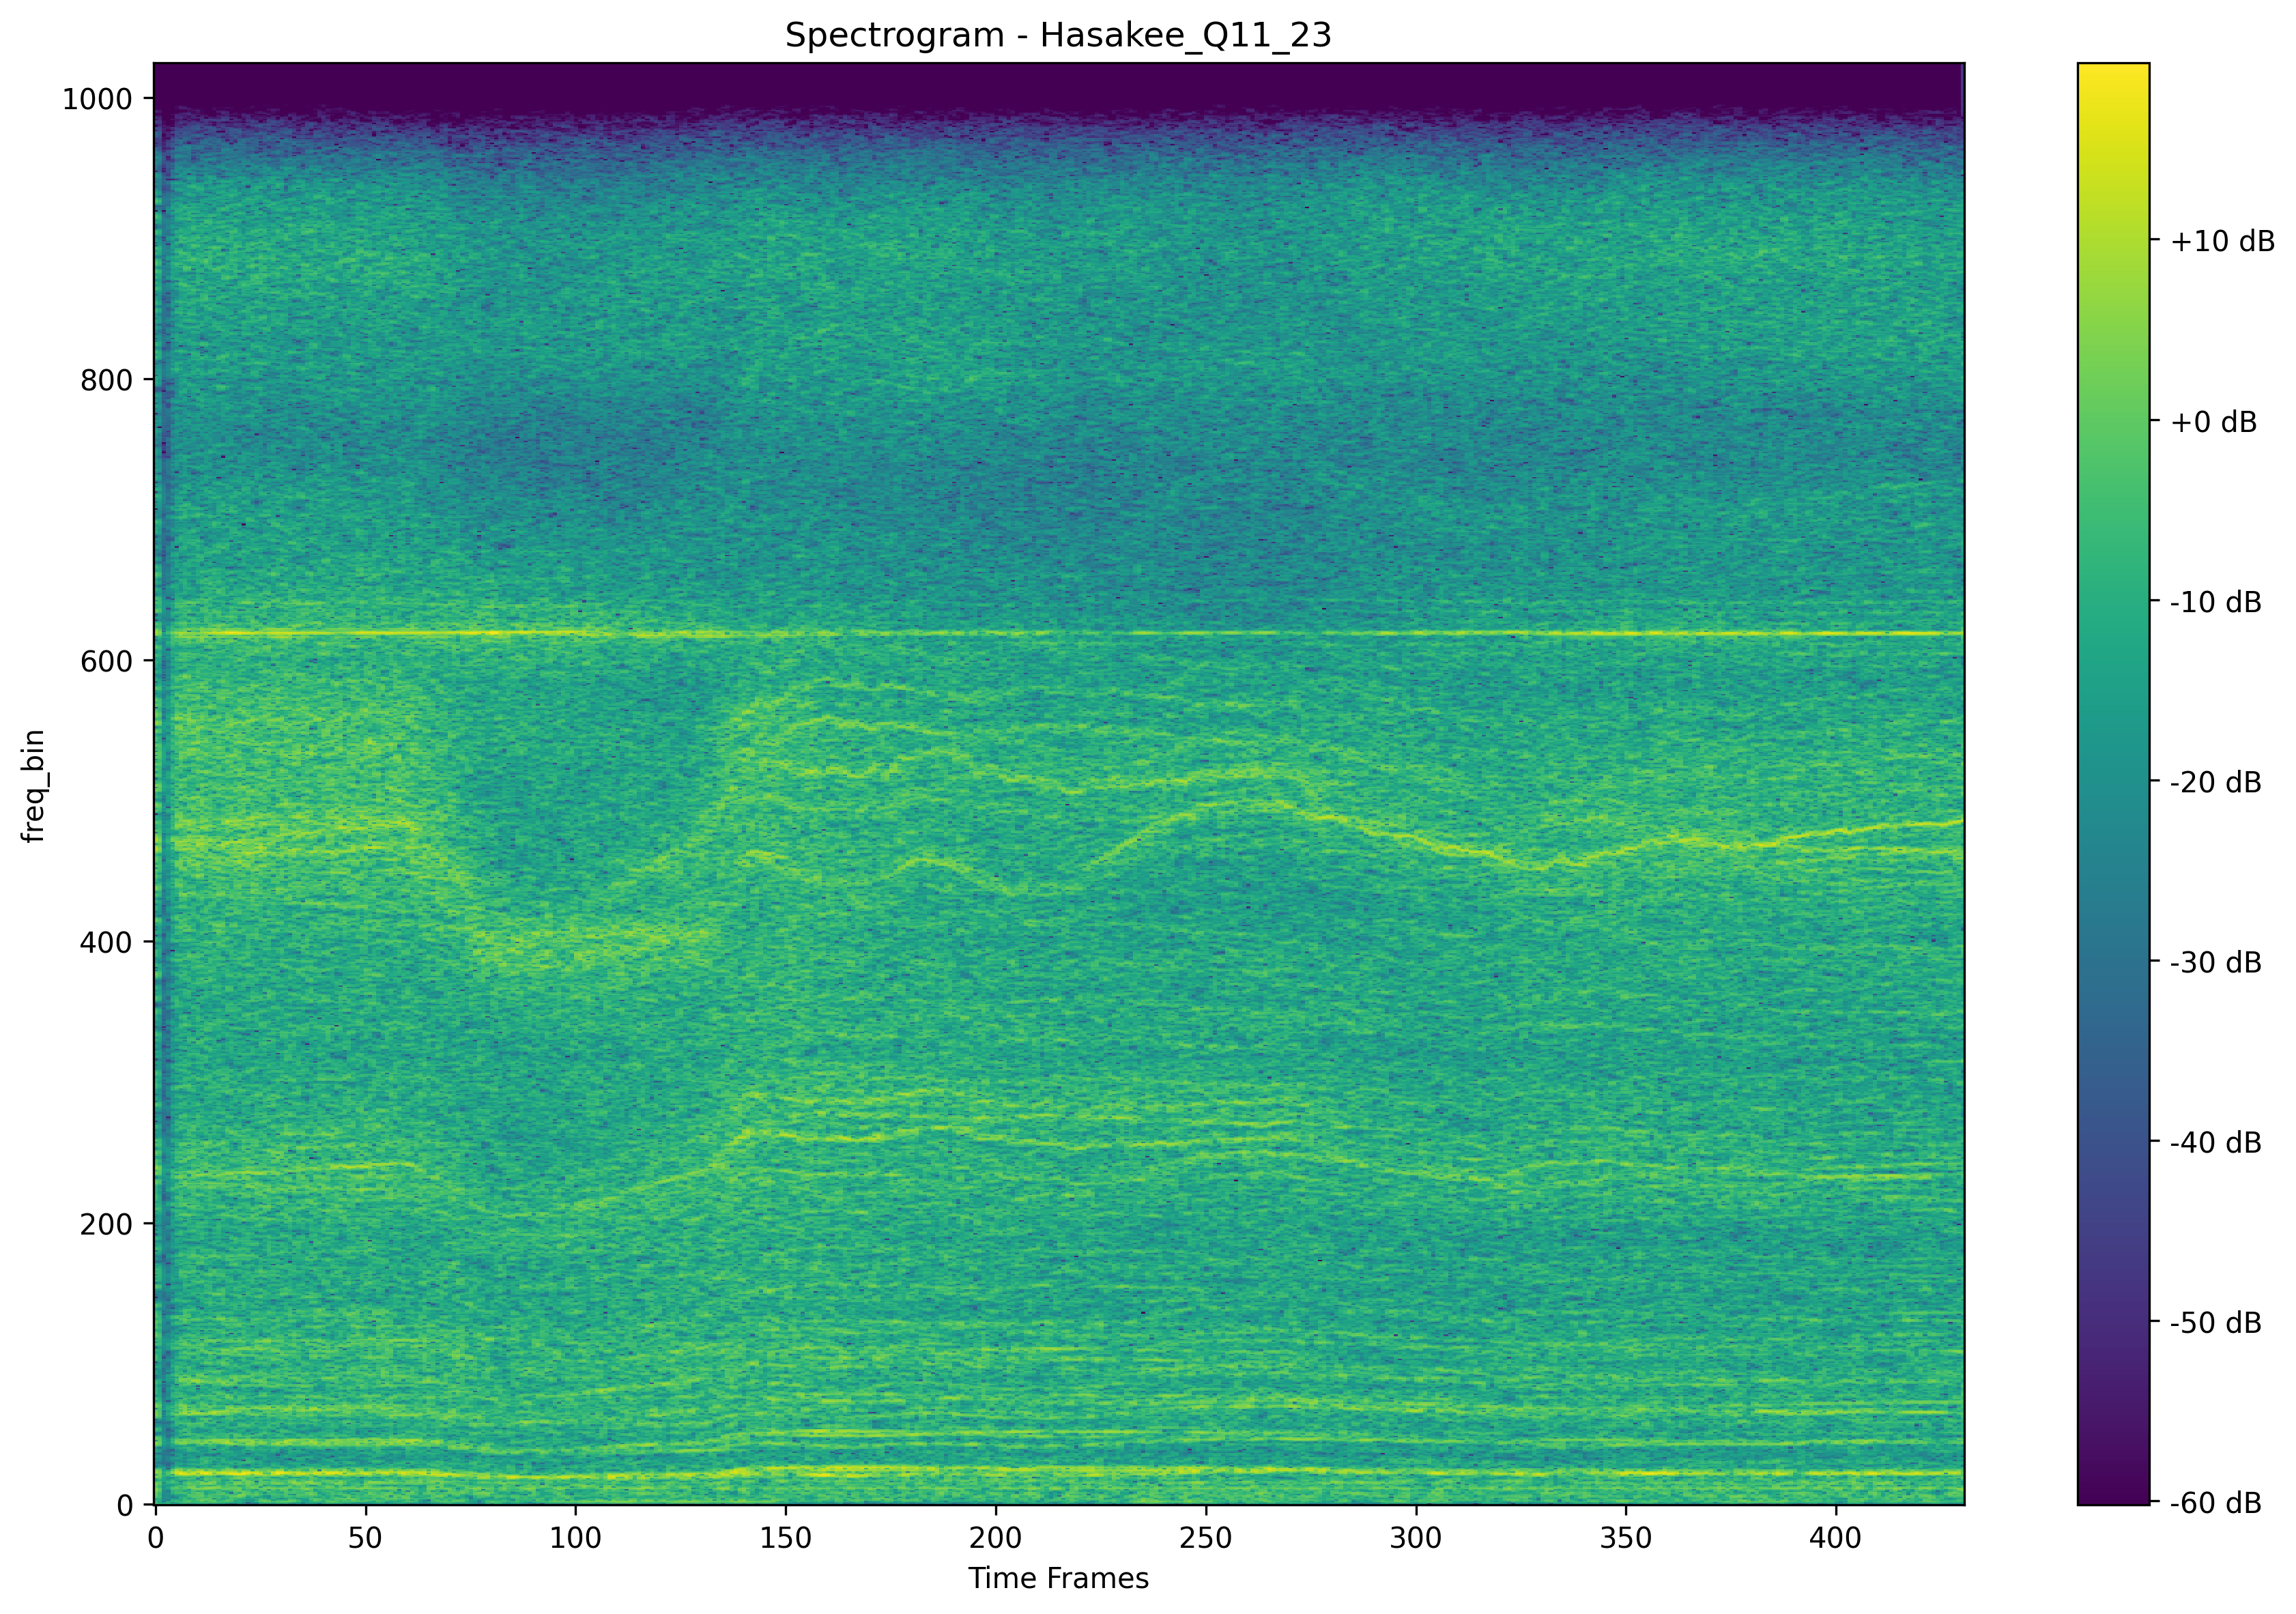 Spectrogram - Hasakee_Q11_23
1000
800
600
400
200
0
freq_bin
0 50 100 150 200 250 300 350 400
Time Frames
+10 dB
+0 dB
-10 dB
-20 dB
-30 dB
-40 dB
-50 dB
-60 dB